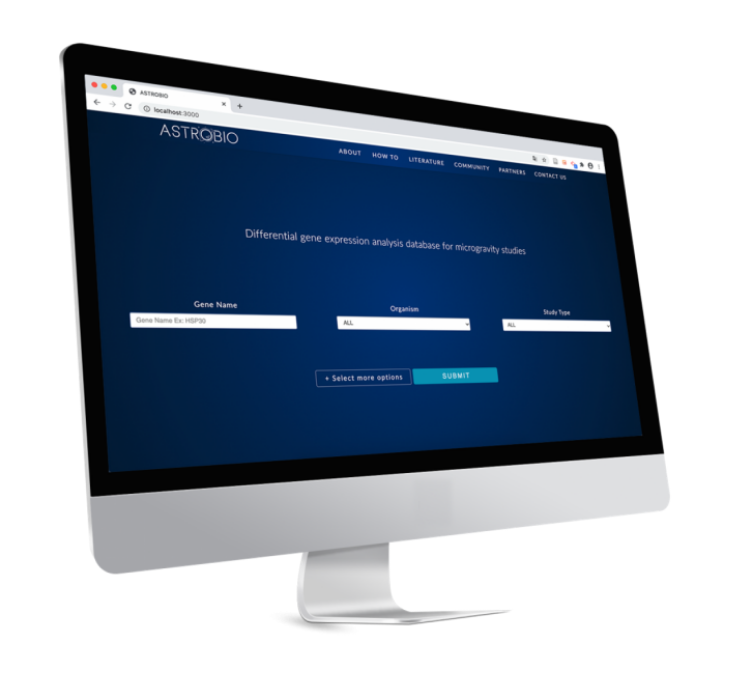 ASTROBIO
localhost:3000
ASTROBIO
ABOUT HOW TO LITERATURE COMMUNITY PARTNERS CONTACT US
Differential gene expression analysis database for microgravity studies
Gene Name Organism Study Type
Gene Name Ex: HSP30 ALL ALL
+ Select more options SUBMIT